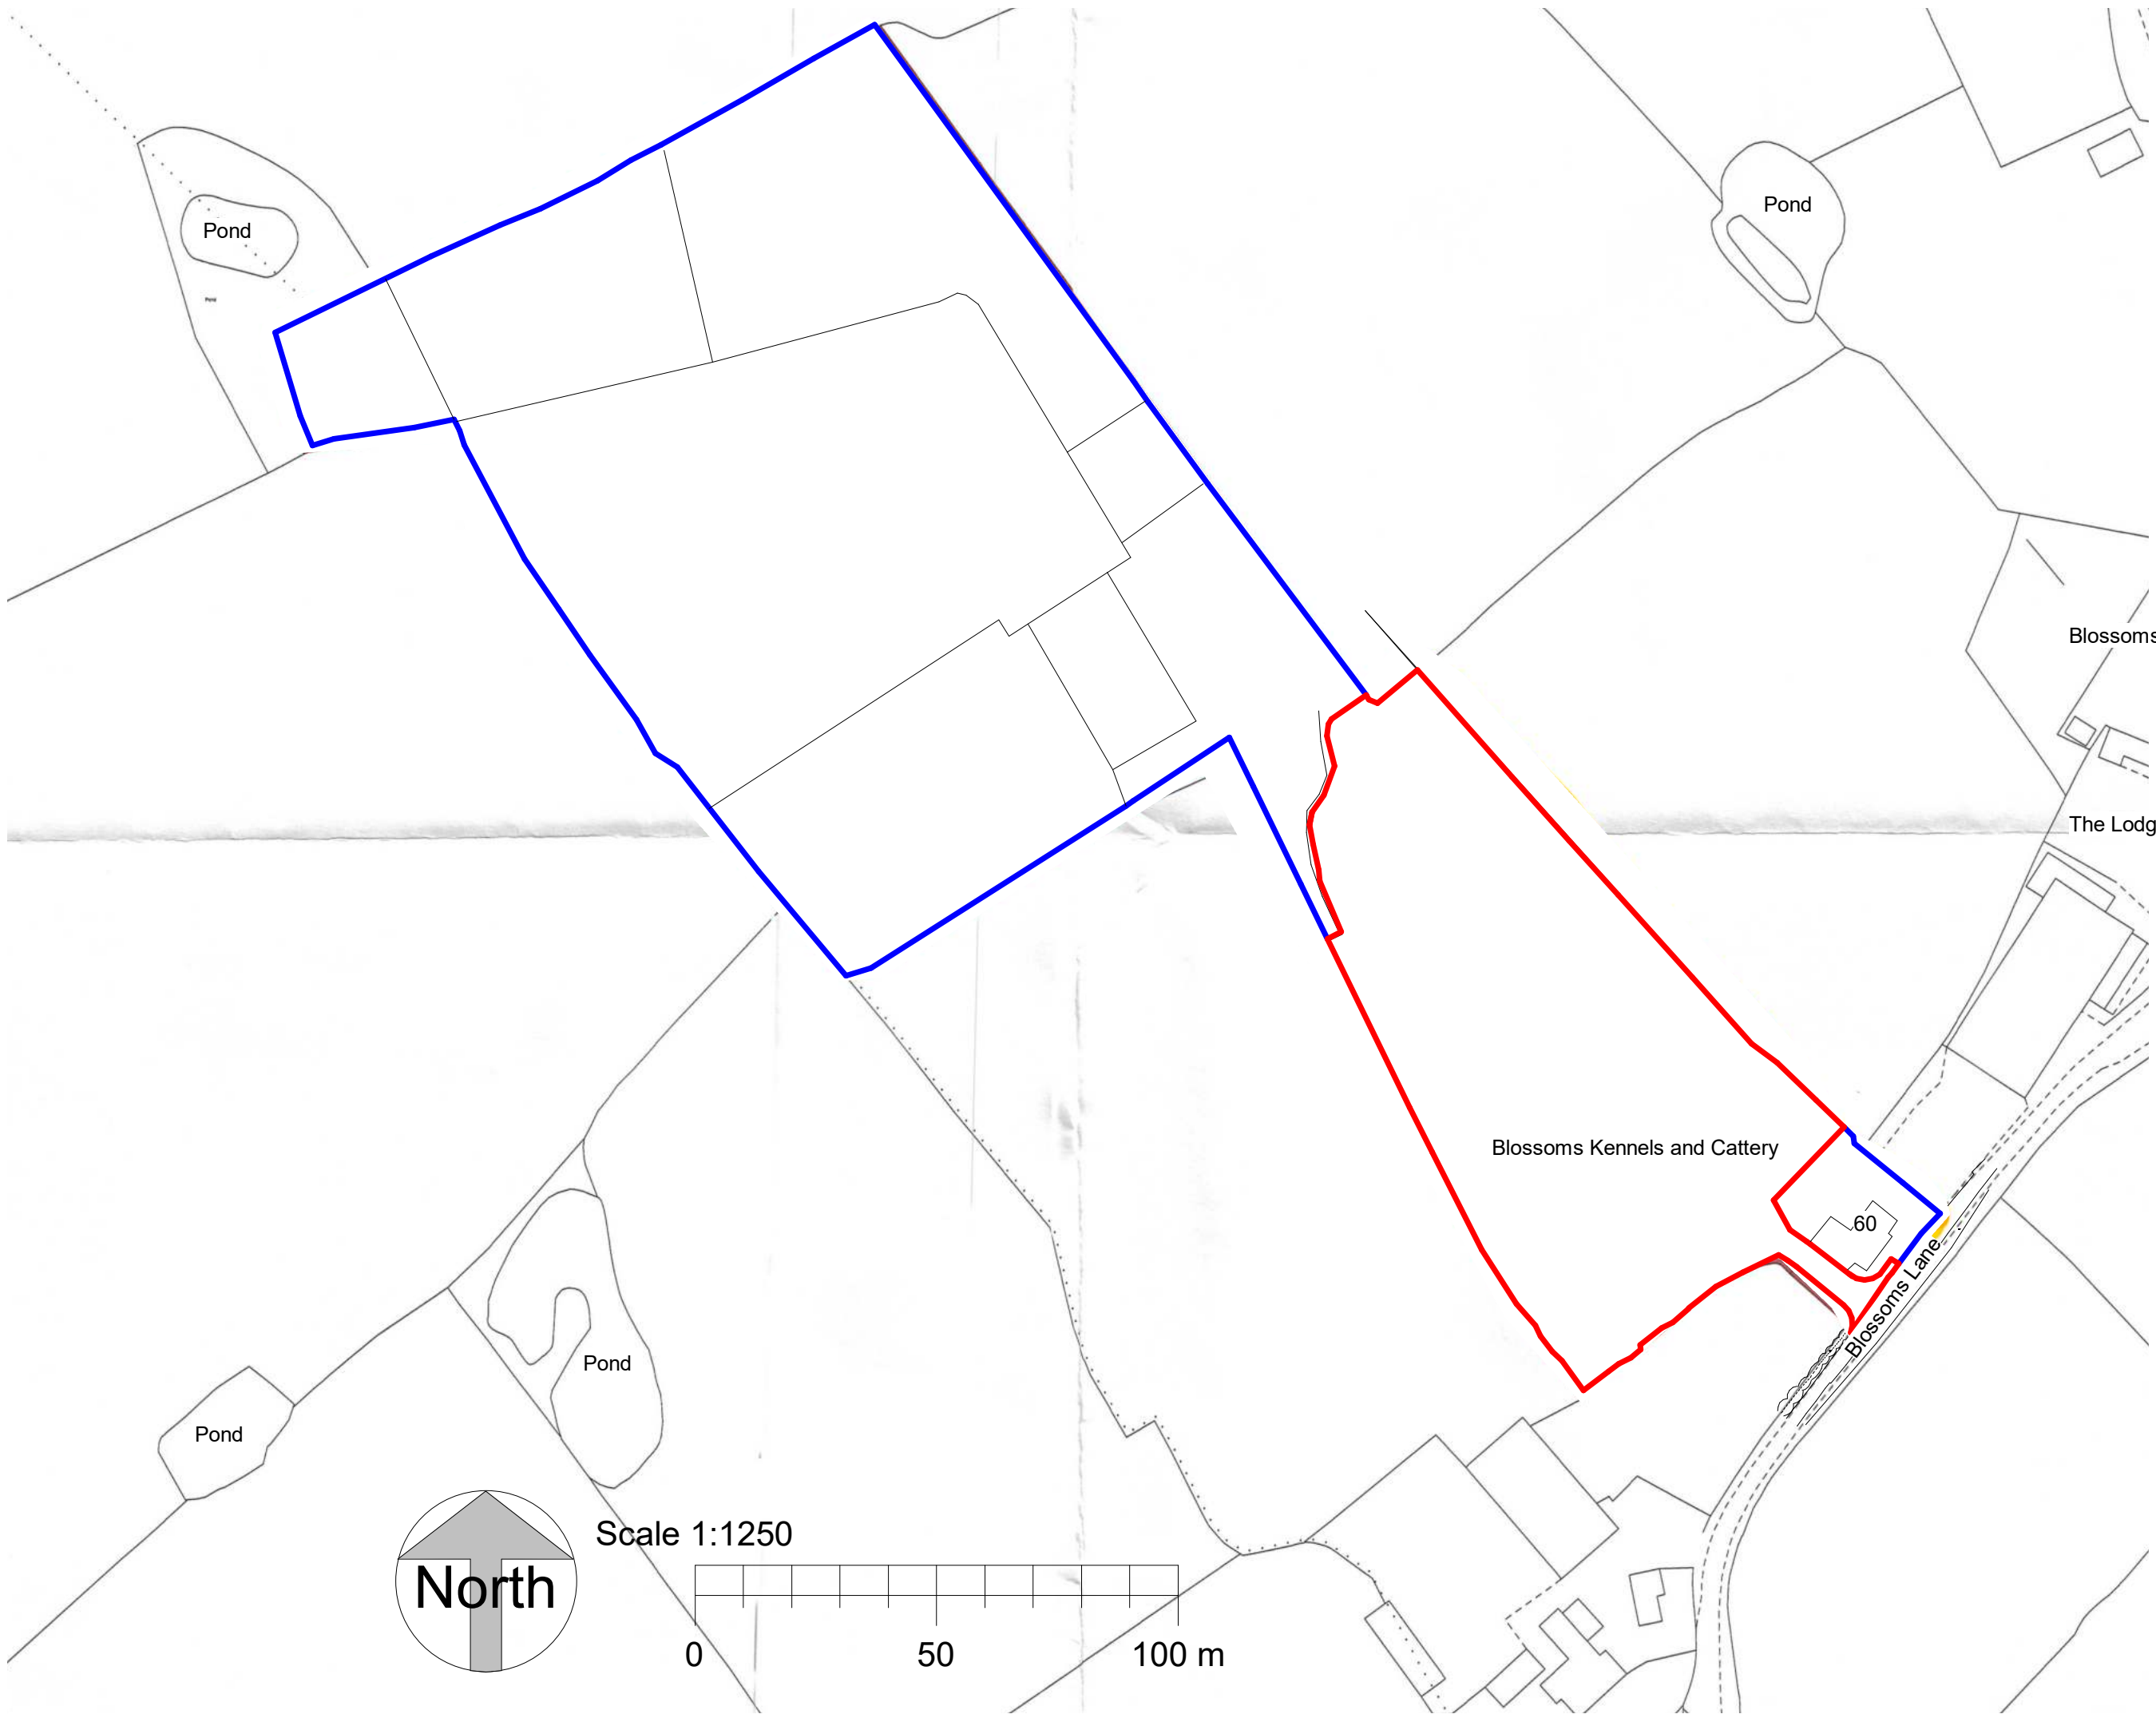 Pond
Pond
Pond
Blossoms
The Lodg
Blossoms Kennels and Cattery
60
Blossoms Lane
Pond
Pond
Scale 1:1250
North
0 50 100 m